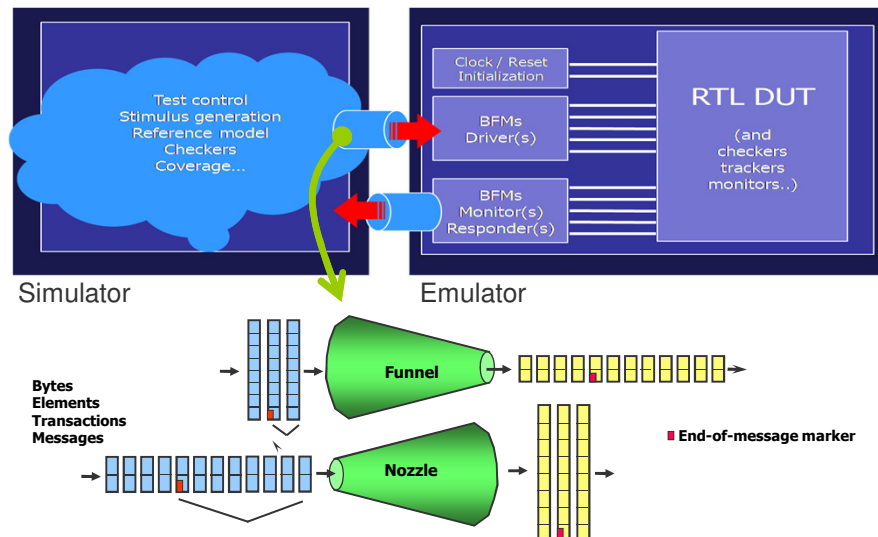 Test control
Stimulus generation
Reference model
Checkers
Coverage...
Clock / Reset
Initialization
BFMs
Driver(s)
BFMs
Monitor(s)
Responder(s)
RTL DUT
(and
checkers
trackers
monitors..)
Simulator
Emulator
Bytes
Elements
Transactions
Messages
Funnel
Nozzle
End-of-message marker